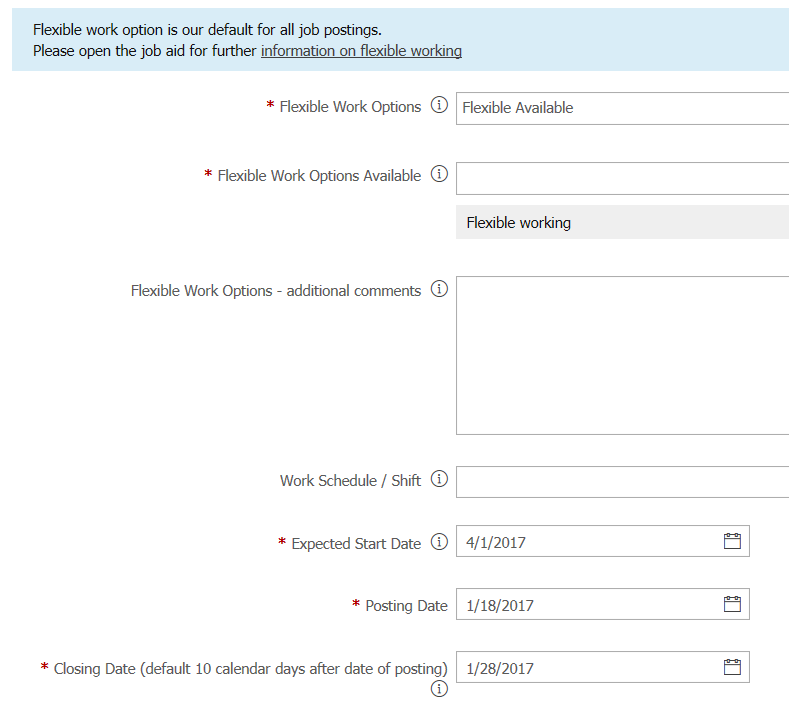 Flexible work option is our default for all job postings.
Please open the job aid for further information on flexible working
* Flexible Work Options Flexible Available
* Flexible Work Options Available
Flexible working
Flexible Work Options - additional comments
Work Schedule / Shift
* Expected Start Date 4/1/2017
* Posting Date 1/18/2017
* Closing Date (default 10 calendar days after date of posting) 1/28/2017